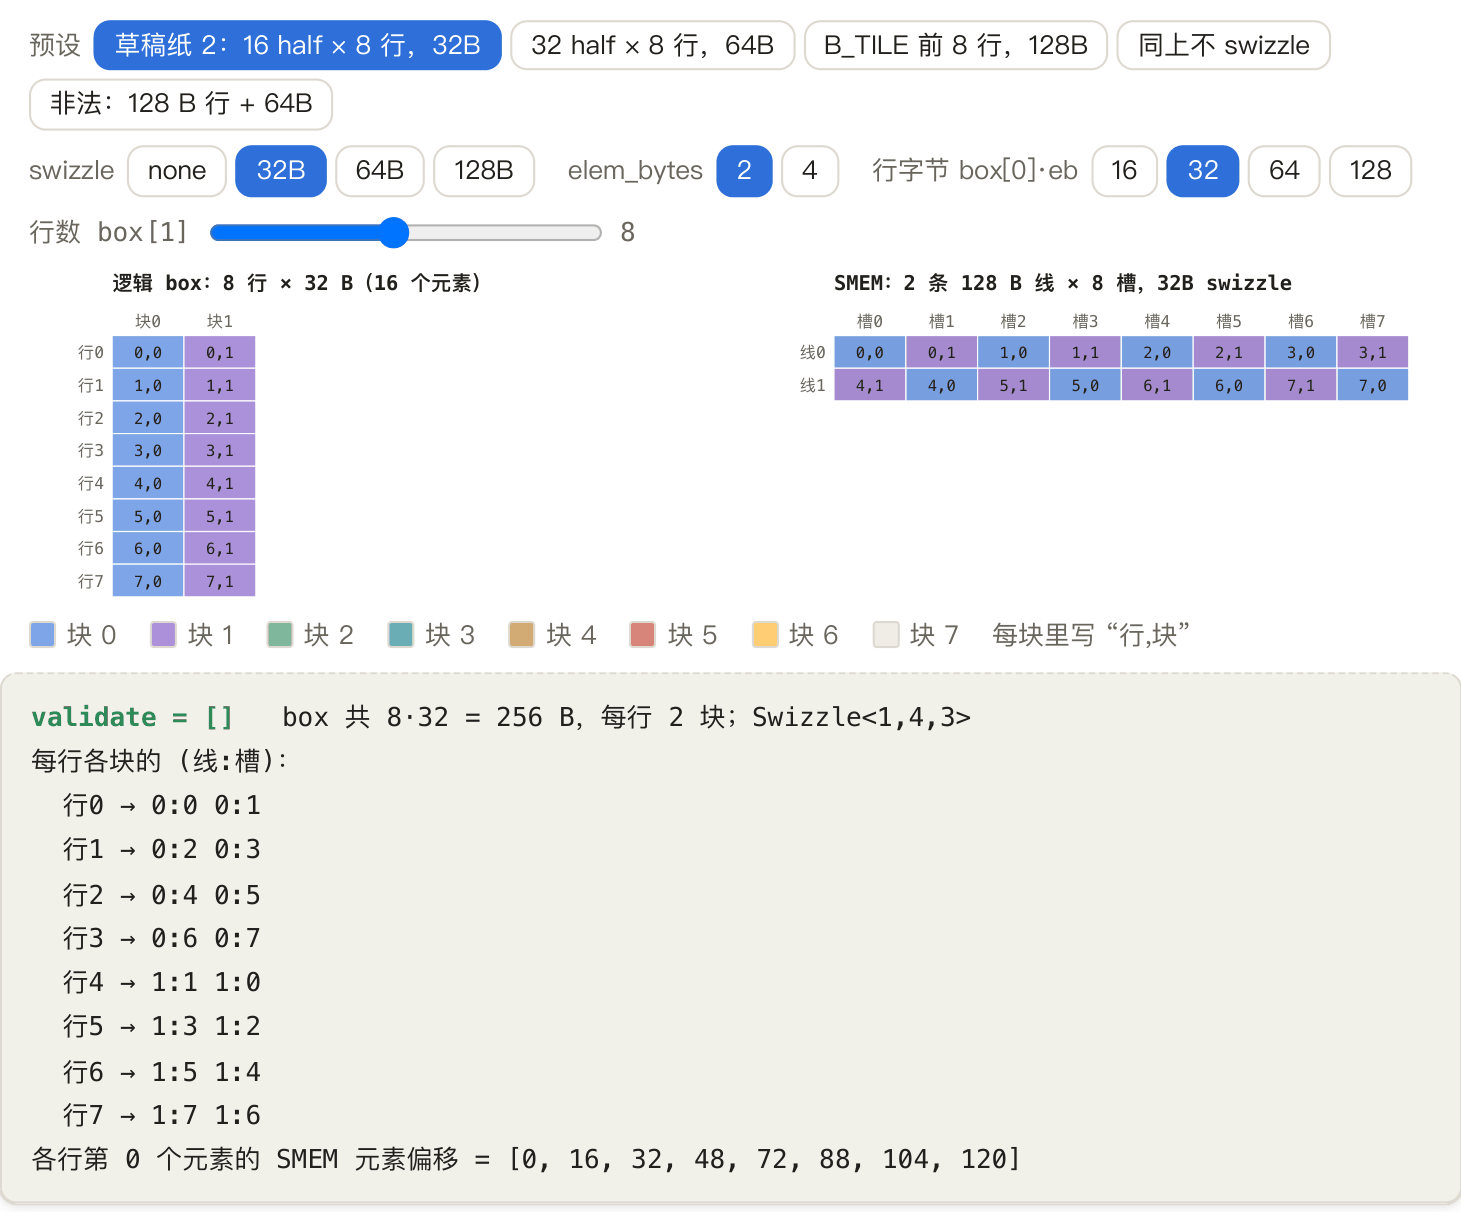 预设 草稿纸 2：16 half × 8 行，32B 32 half × 8 行，64B B_TILE 前 8 行，128B 同上不 swizzle
非法：128 B 行 + 64B
swizzle none 32B 64B 128B elem_bytes 2 4 行字节 box[0]·eb 16 32 64 128
行数 box[1] 8
逻辑 box：8 行 × 32 B（16 个元素） SMEM：2 条 128 B 线 × 8 槽，32B swizzle
块0 块1 槽0 槽1 槽2 槽3 槽4 槽5 槽6 槽7
行0 0,0 0,1 线0 0,0 0,1 1,0 1,1 2,0 2,1 3,0 3,1
行1 1,0 1,1 线1 4,1 4,0 5,1 5,0 6,1 6,0 7,1 7,0
行2 2,0 2,1
行3 3,0 3,1
行4 4,0 4,1
行5 5,0 5,1
行6 6,0 6,1
行7 7,0 7,1
块 0 块 1 块 2 块 3 块 4 块 5 块 6 块 7 每块里写 “行,块”
validate = [] box 共 8·32 = 256 B，每行 2 块；Swizzle<1,4,3>
每行各块的 (线:槽)：
行0 → 0:0 0:1
行1 → 0:2 0:3
行2 → 0:4 0:5
行3 → 0:6 0:7
行4 → 1:1 1:0
行5 → 1:3 1:2
行6 → 1:5 1:4
行7 → 1:7 1:6
各行第 0 个元素的 SMEM 元素偏移 = [0, 16, 32, 48, 72, 88, 104, 120]